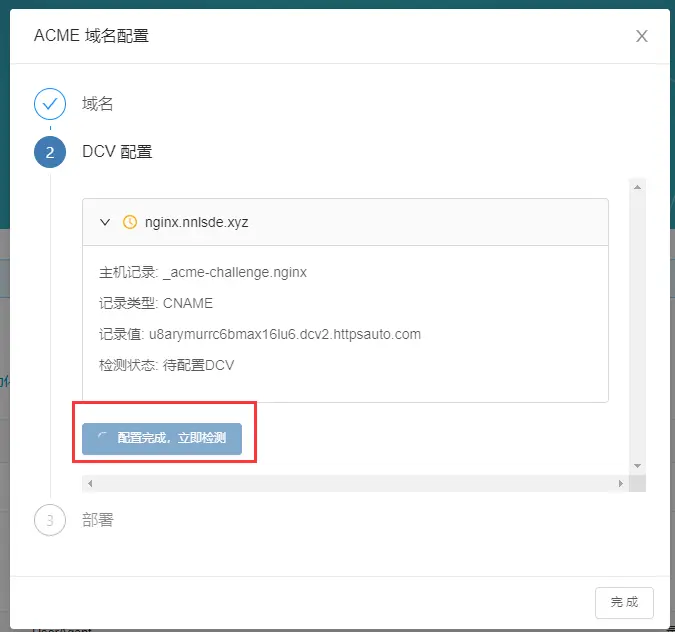 ACME 域名配置
X
域名
2
DCV 配置
nginx.nnlsde.xyz
主机记录: _acme-challenge.nginx
记录类型: CNAME
记录值: u8arymurrc6bmax16lu6.dcv2.httpsauto.com
检测状态: 待配置DCV
配置完成，立即检测
3
部署
完 成